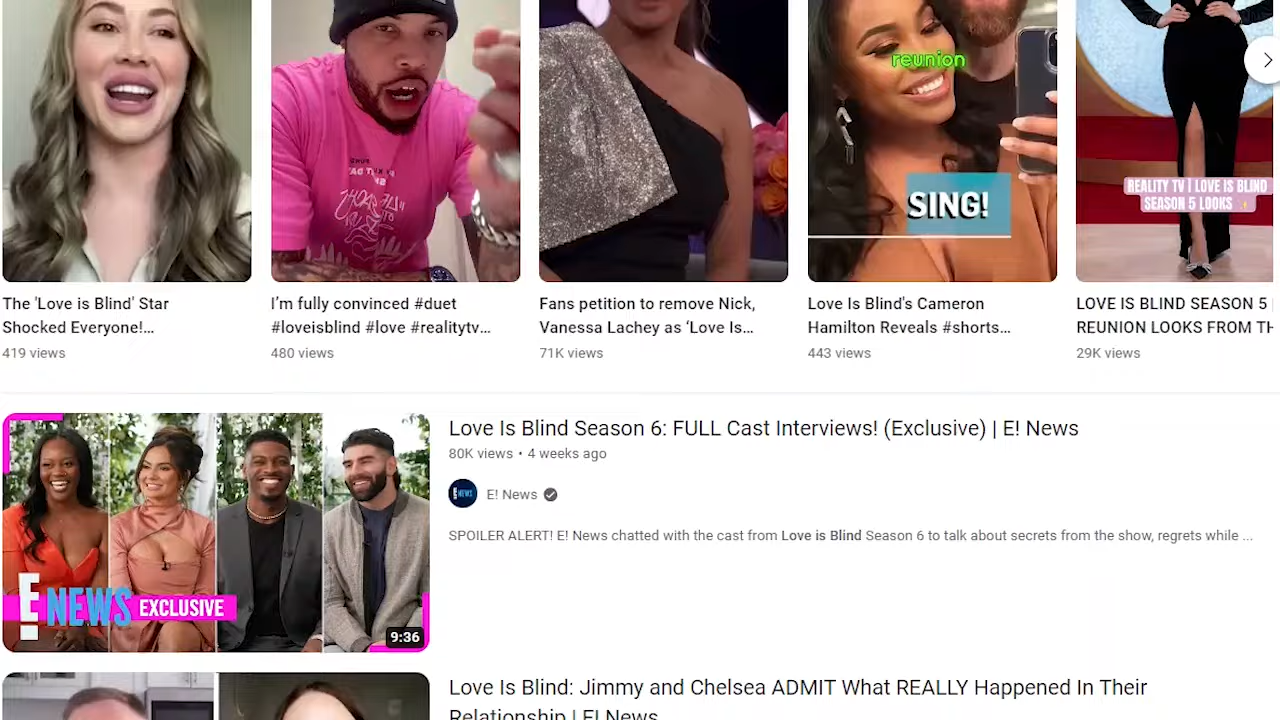 reunion
SING!
REALITY TV | LOVE IS BLIND
SEASON 5 LOOKS ✨
The 'Love is Blind' Star
Shocked Everyone!...
419 views
I'm fully convinced #duet
#loveisblind #love #realitytv...
480 views
Fans petition to remove Nick,
Vanessa Lachey as 'Love Is...
71K views
Love Is Blind's Cameron
Hamilton Reveals #shorts...
443 views
LOVE IS BLIND SEASON 5 |
REUNION LOOKS FROM TH
29K views
E NEWS EXCLUSIVE
9:36
Love Is Blind Season 6: FULL Cast Interviews! (Exclusive) | E! News
80K views • 4 weeks ago
E! NEWS
E! News
SPOILER ALERT! E! News chatted with the cast from Love is Blind Season 6 to talk about secrets from the show, regrets while ...
Love Is Blind: Jimmy and Chelsea ADMIT What REALLY Happened In Their
Relationship | E! News